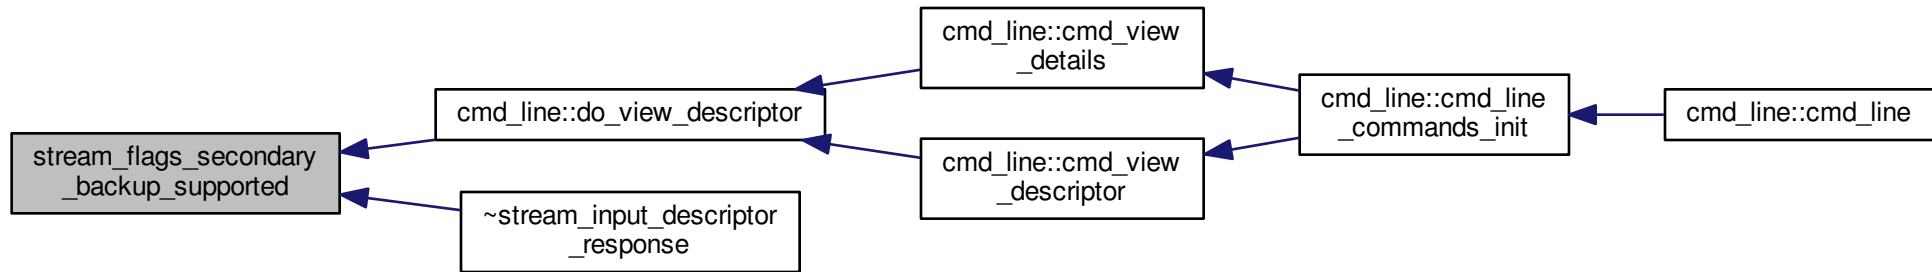 stream_flags_secondary
_backup_supported
cmd_line::do_view_descriptor
~stream_input_descriptor
_response
cmd_line::cmd_view
_details
cmd_line::cmd_view
_descriptor
cmd_line::cmd_line
_commands_init
cmd_line::cmd_line